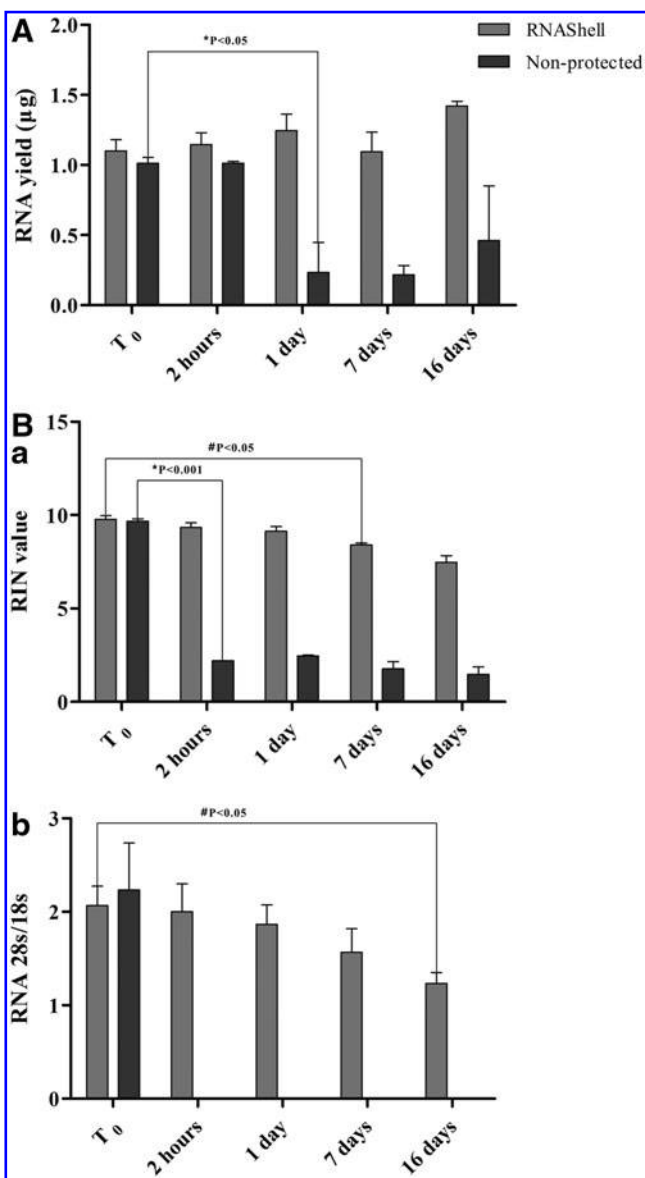 A
RNAShell
Non-protected
*P<0.05
RNA yield (µg)
2.0
1.5
1.0
0.5
0.0
T 0
2 hours
1 day
7 days
16 days
B
a
#P<0.05
*P<0.001
RIN value
15
10
5
0
T 0
2 hours
1 day
7 days
16 days
b
#P<0.05
RNA 28s/18s
3
2
1
0
T 0
2 hours
1 day
7 days
16 days